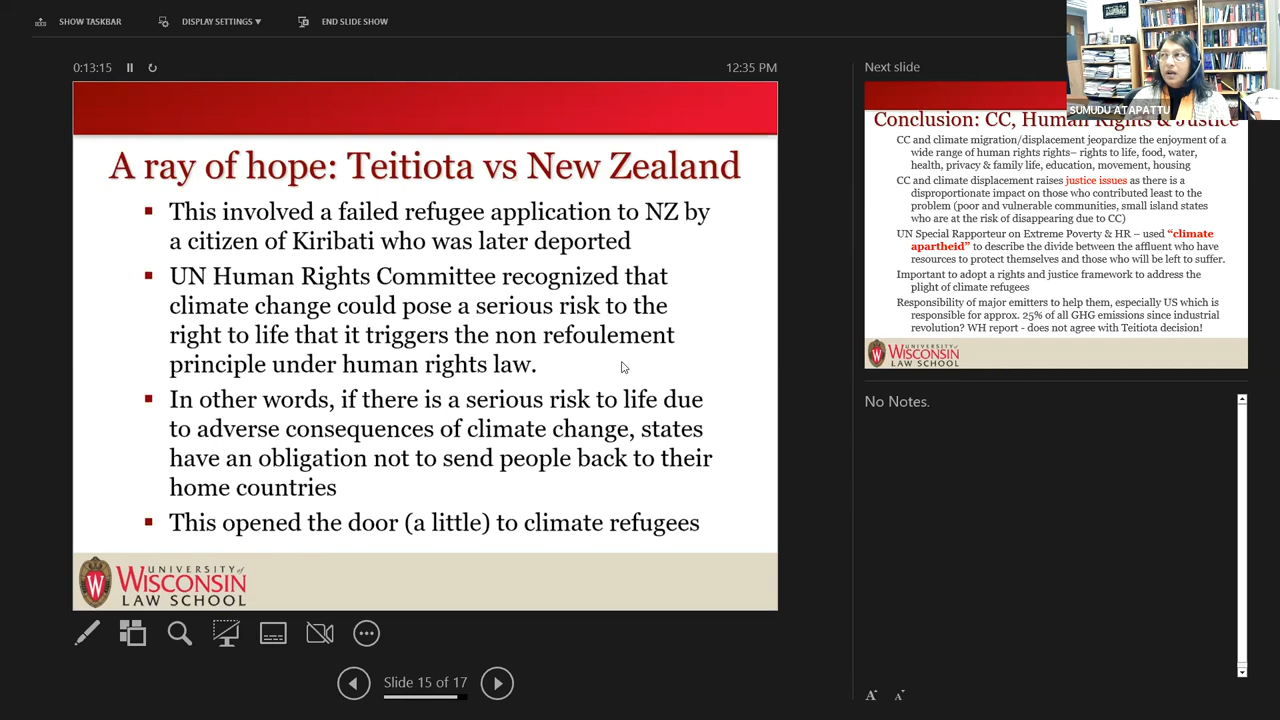 SHOW TASKBAR
DISPLAY SETTINGS ▼
END SLIDE SHOW
0:13:15
12:35 PM
A ray of hope: Teitiota vs New Zealand
This involved a failed refugee application to NZ by
a citizen of Kiribati who was later deported
UN Human Rights Committee recognized that
climate change could pose a serious risk to the
right to life that it triggers the non refoulement
principle under human rights law.
In other words, if there is a serious risk to life due
to adverse consequences of climate change, states
have an obligation not to send people back to their
home countries
This opened the door (a little) to climate refugees
UNIVERSITY of
WISCONSIN
LAW SCHOOL
Slide 15 of 17
Next slide
SUMUDU ATAPATTU
Conclusion: CC, Human Rights & Justice
CC and climate migration/displacement jeopardize the enjoyment of a
wide range of human rights rights– rights to life, food, water,
health, privacy & family life, education, movement, housing
CC and climate displacement raises justice issues as there is a
disproportionate impact on those who contributed least to the
problem (poor and vulnerable communities, small island states
who are at the risk of disappearing due to CC)
UN Special Rapporteur on Extreme Poverty & HR – used “climate
apartheid” to describe the divide between the affluent who have
resources to protect themselves and those who will be left to suffer.
Important to adopt a rights and justice framework to address the
plight of climate refugees
Responsibility of major emitters to help them, especially US which is
responsible for approx. 25% of all GHG emissions since industrial
revolution? WH report - does not agree with Teitiota decision!
UNIVERSITY of
WISCONSIN
LAW SCHOOL
No Notes.
A A